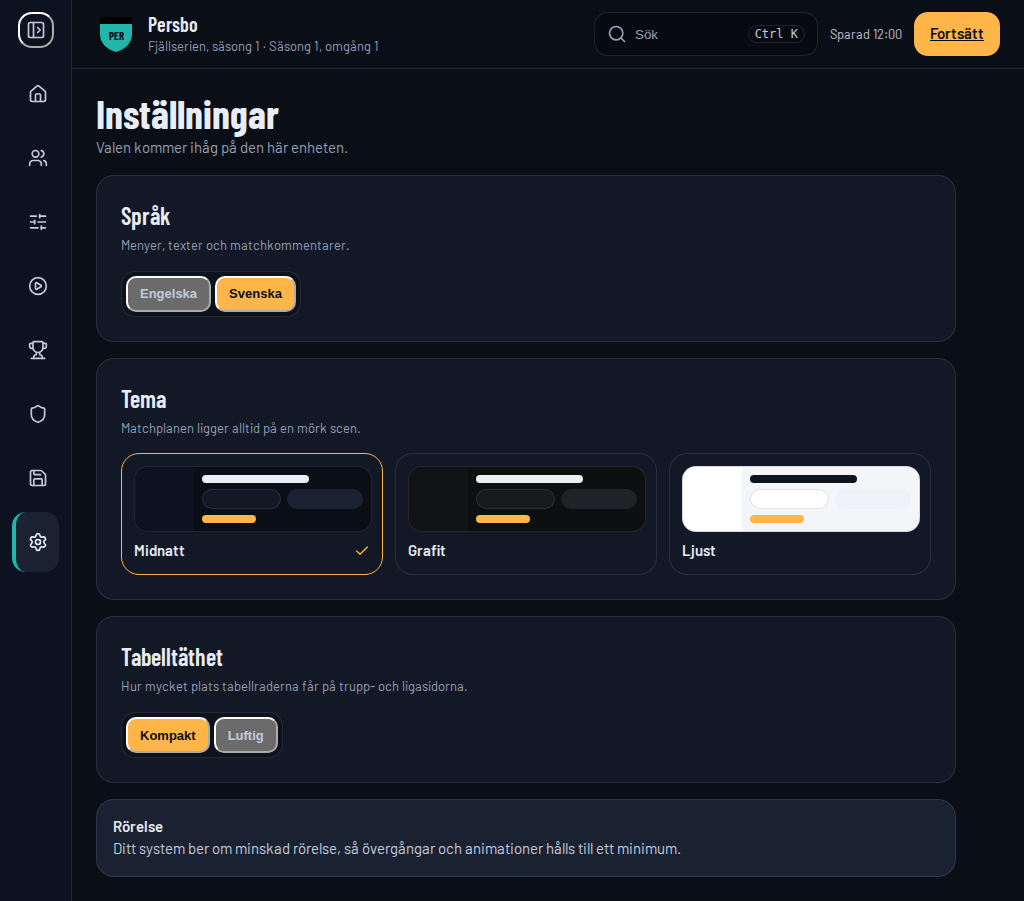 PER
Persbo
Fjällserien, säsong 1 · Säsong 1, omgång 1
Sök
Ctrl K
Sparad 12:00
Fortsätt
Inställningar
Valen kommer ihåg på den här enheten.
Språk
Menyer, texter och matchkommentarer.
Engelska
Svenska
Tema
Matchplanen ligger alltid på en mörk scen.
Midnatt
Grafit
Ljust
Tabelltäthet
Hur mycket plats tabellraderna får på trupp- och ligasidorna.
Kompakt
Luftig
Rörelse
Ditt system ber om minskad rörelse, så övergångar och animationer hålls till ett minimum.